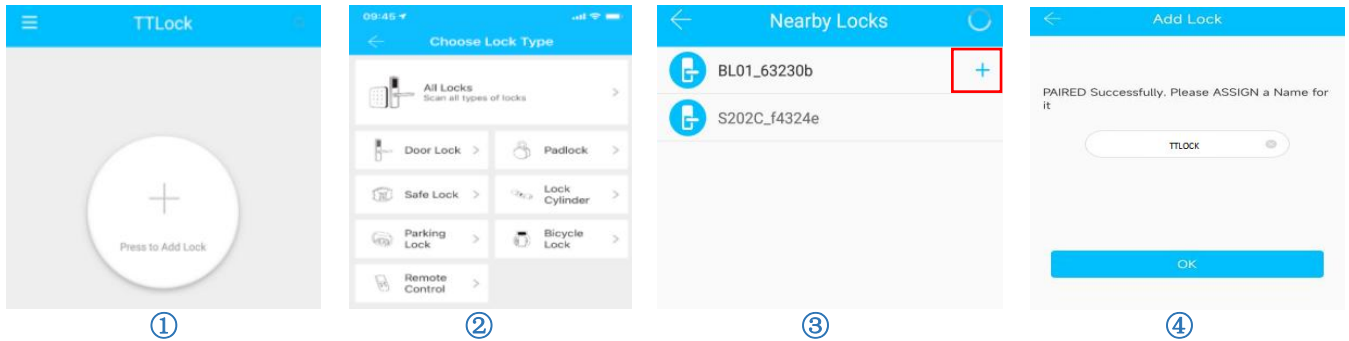 TTLock
Press to Add Lock
①
09:45
Choose Lock Type
All Locks
Scan all types of locks
Door Lock
Padlock
Safe Lock
Lock
Cylinder
Parking
Lock
Bicycle
Lock
Remote
Control
②
Nearby Locks
BL01_63230b
S202C_f4324e
③
Add Lock
PAIRED Successfully. Please ASSIGN a Name for
it
TTLOCK
OK
④